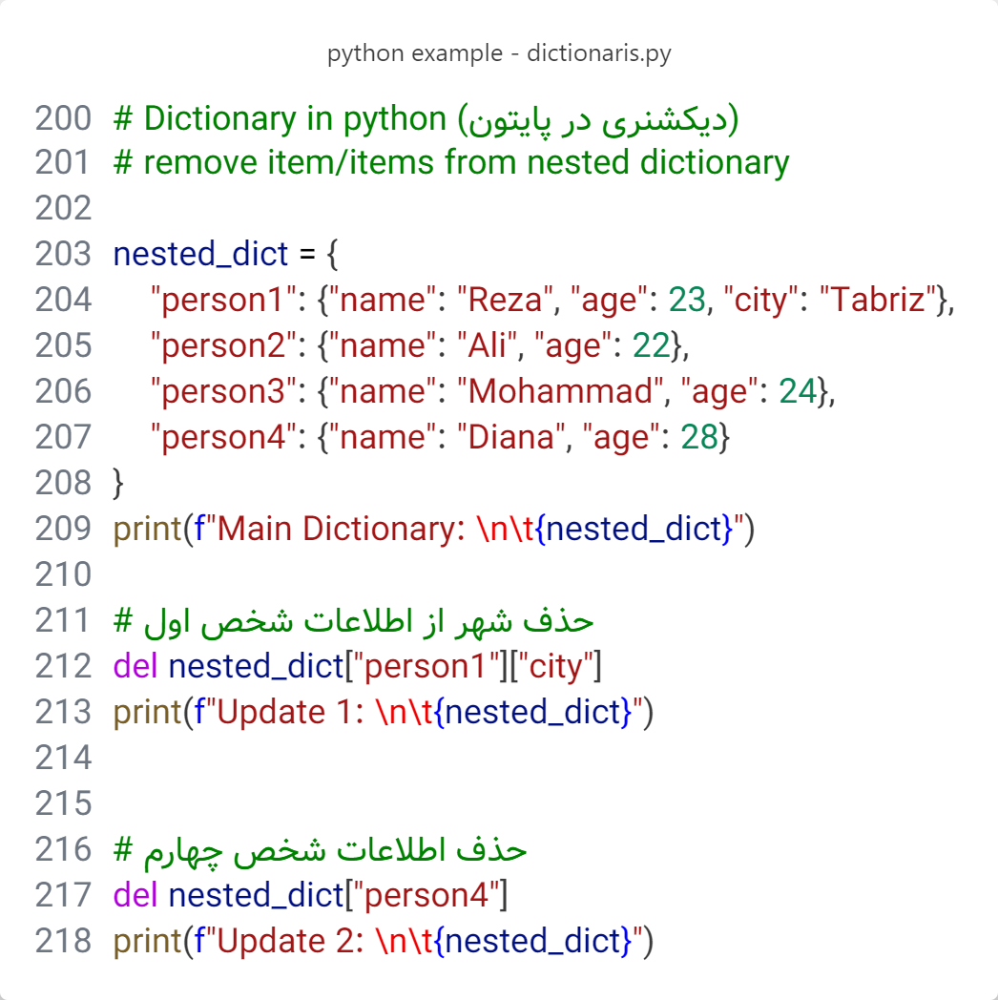 python example - dictionaris.py
200 # Dictionary in python (دیکشنری در پایتون)
201 # remove item/items from nested dictionary
202
203 nested_dict = {
204     "person1": {"name": "Reza", "age": 23, "city": "Tabriz"},
205     "person2": {"name": "Ali", "age": 22},
206     "person3": {"name": "Mohammad", "age": 24},
207     "person4": {"name": "Diana", "age": 28}
208 }
209 print(f"Main Dictionary: \n\t{nested_dict}")
210
211 # حذف شهر از اطلاعات شخص اول
212 del nested_dict["person1"]["city"]
213 print(f"Update 1: \n\t{nested_dict}")
214
215
216 # حذف اطلاعات شخص چهارم
217 del nested_dict["person4"]
218 print(f"Update 2: \n\t{nested_dict}")